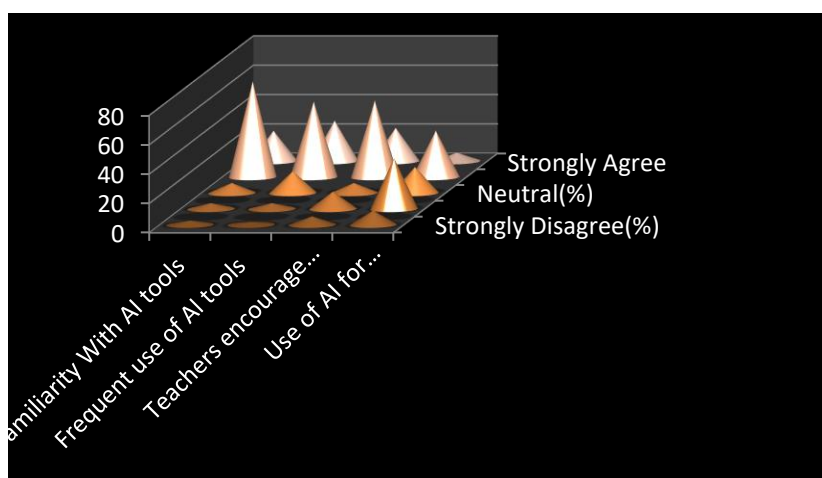 80
60
40
20
0
Strongly Agree
Neutral(%)
Strongly Disagree(%)
amiliarity With AI tools
Frequent use of AI tools
Teachers encourage...
Use of AI for...